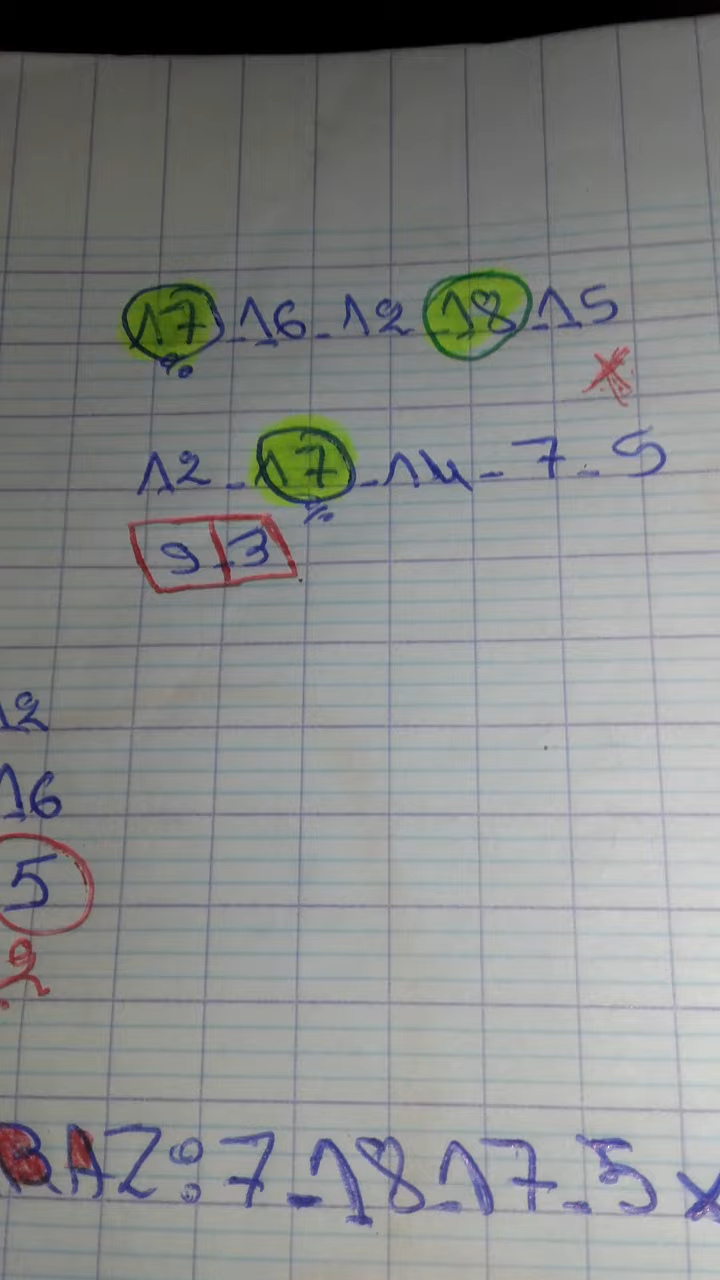 17 - 16 - 12 - 18 - 15
%
x
12 - 17 - 14 - 7 - 5
%
9 3
12
16
5
2
BAZ: 7 - 18 - 17 - 5 x